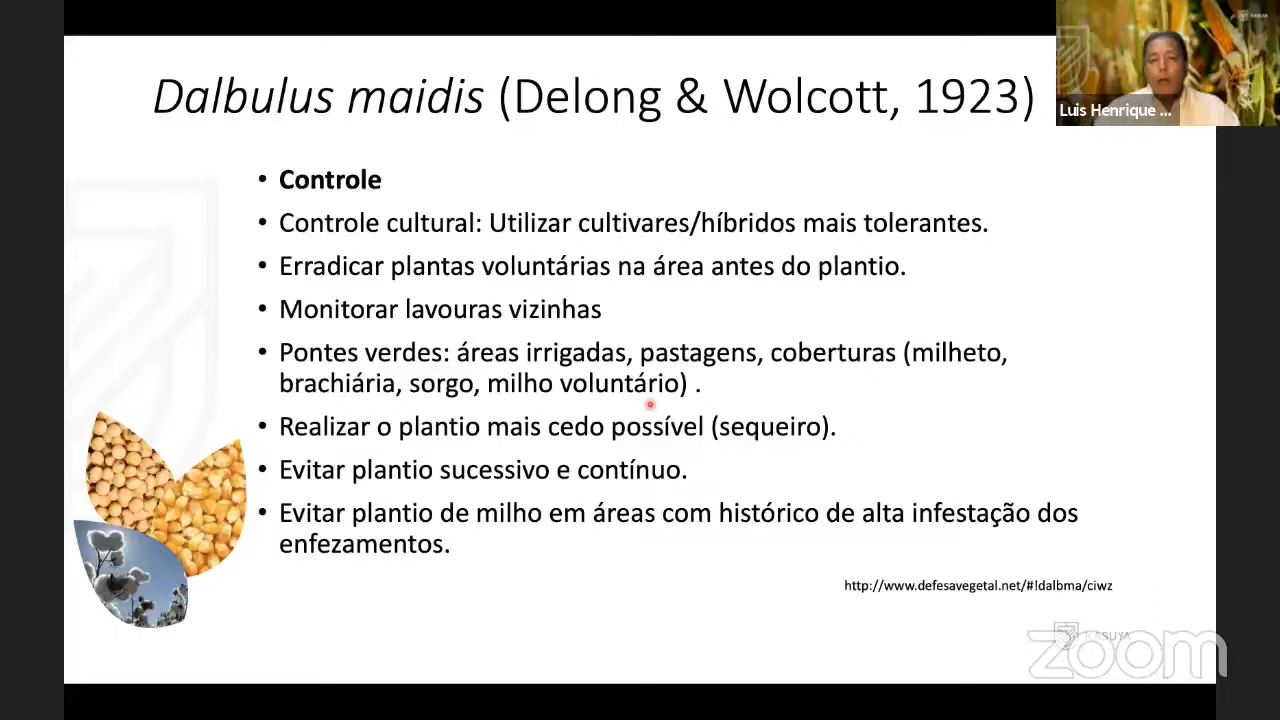 Dalbulus maidis (Delong & Wolcott, 1923)
Luis Henrique ...
• Controle
• Controle cultural: Utilizar cultivares/híbridos mais tolerantes.
• Erradicar plantas voluntárias na área antes do plantio.
• Monitorar lavouras vizinhas
• Pontes verdes: áreas irrigadas, pastagens, coberturas (milheto,
brachiária, sorgo, milho voluntário) .
• Realizar o plantio mais cedo possível (sequeiro).
• Evitar plantio sucessivo e contínuo.
• Evitar plantio de milho em áreas com histórico de alta infestação dos
enfezamentos.
http://www.defesavegetal.net/#!dalbma/ciwz
KASUYA
zoom